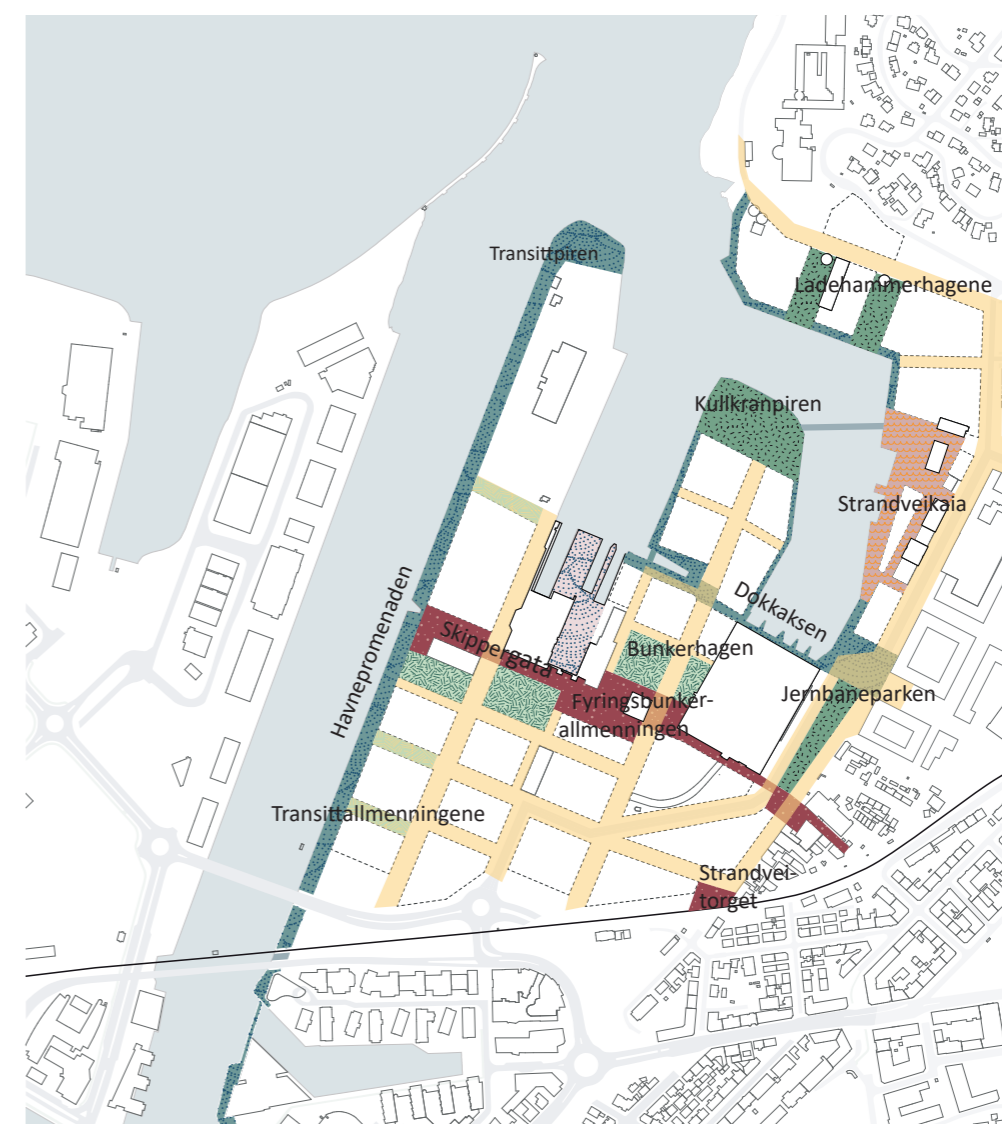 Transittpiren
Ladehammerhagene
Kullkranpiren
Strandveikaia
Havnepromenaden
Dokkaksen
Skippergata
Bunkerhagen
Jernbaneparken
Fyringsbunker-
allmenningen
Transittallmenningene
Strandvei-
torget